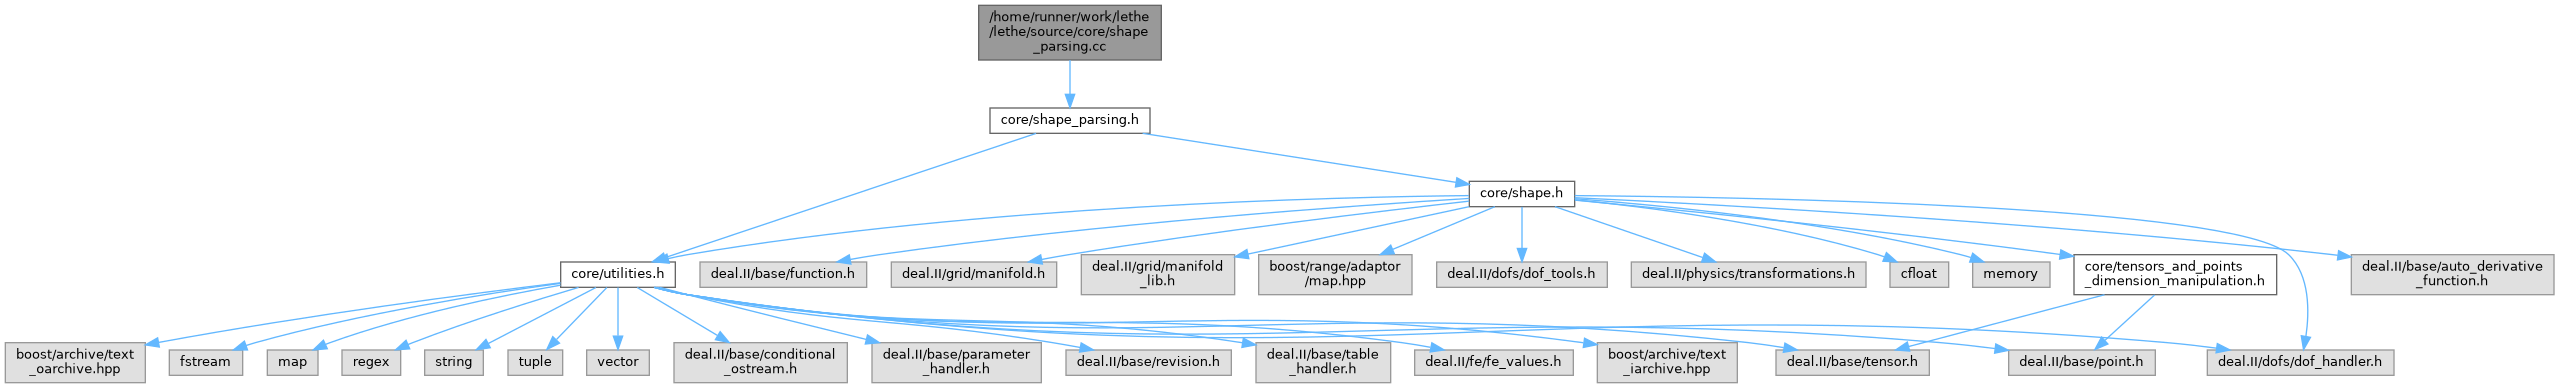 /home/runner/work/lethe
/lethe/source/core/shape
_parsing.cc
core/shape_parsing.h
core/shape.h
core/utilities.h
deal.II/base/function.h
deal.II/grid/manifold.h
deal.II/grid/manifold
_lib.h
boost/range/adaptor
/map.hpp
deal.II/dofs/dof_tools.h
deal.II/physics/transformations.h
cfloat
memory
core/tensors_and_points
_dimension_manipulation.h
deal.II/base/auto_derivative
_function.h
boost/archive/text
_oarchive.hpp
fstream
map
regex
string
tuple
vector
deal.II/base/conditional
_ostream.h
deal.II/base/parameter
_handler.h
deal.II/base/revision.h
deal.II/base/table
_handler.h
deal.II/fe/fe_values.h
boost/archive/text
_iarchive.hpp
deal.II/base/tensor.h
deal.II/base/point.h
deal.II/dofs/dof_handler.h